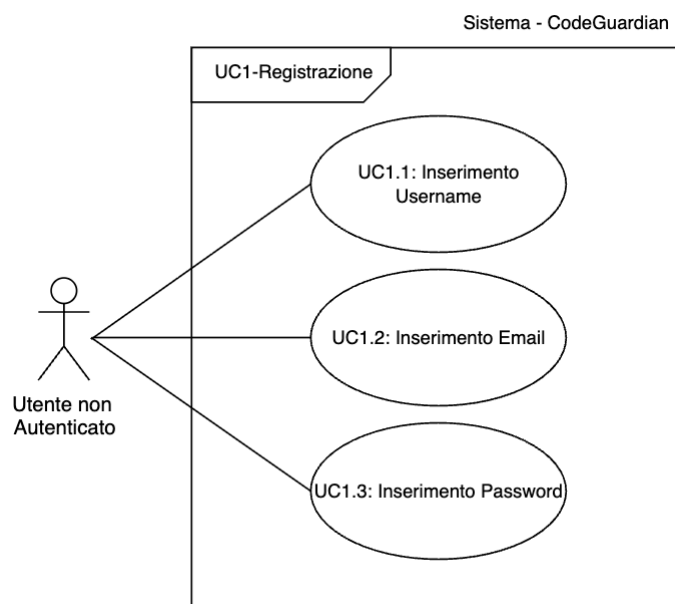 Sistema - CodeGuardian
UC1-Registrazione
UC1.1: Inserimento
Username
UC1.2: Inserimento Email
Utente non
Autenticato
UC1.3: Inserimento Password